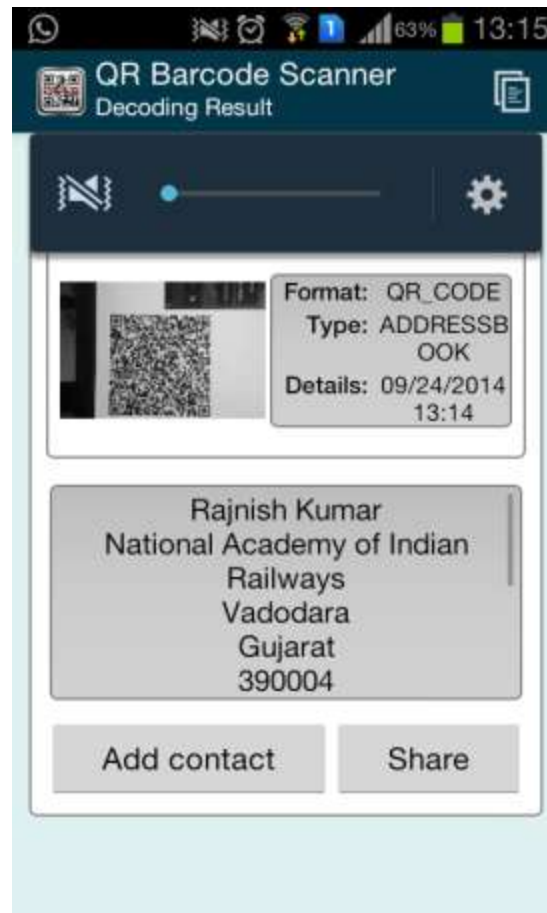 63% 13:15
QR Barcode Scanner
Decoding Result
Format: QR_CODE
Type: ADDRESSB
OOK
Details: 09/24/2014
13:14
Rajnish Kumar
National Academy of Indian
Railways
Vadodara
Gujarat
390004
Add contact
Share